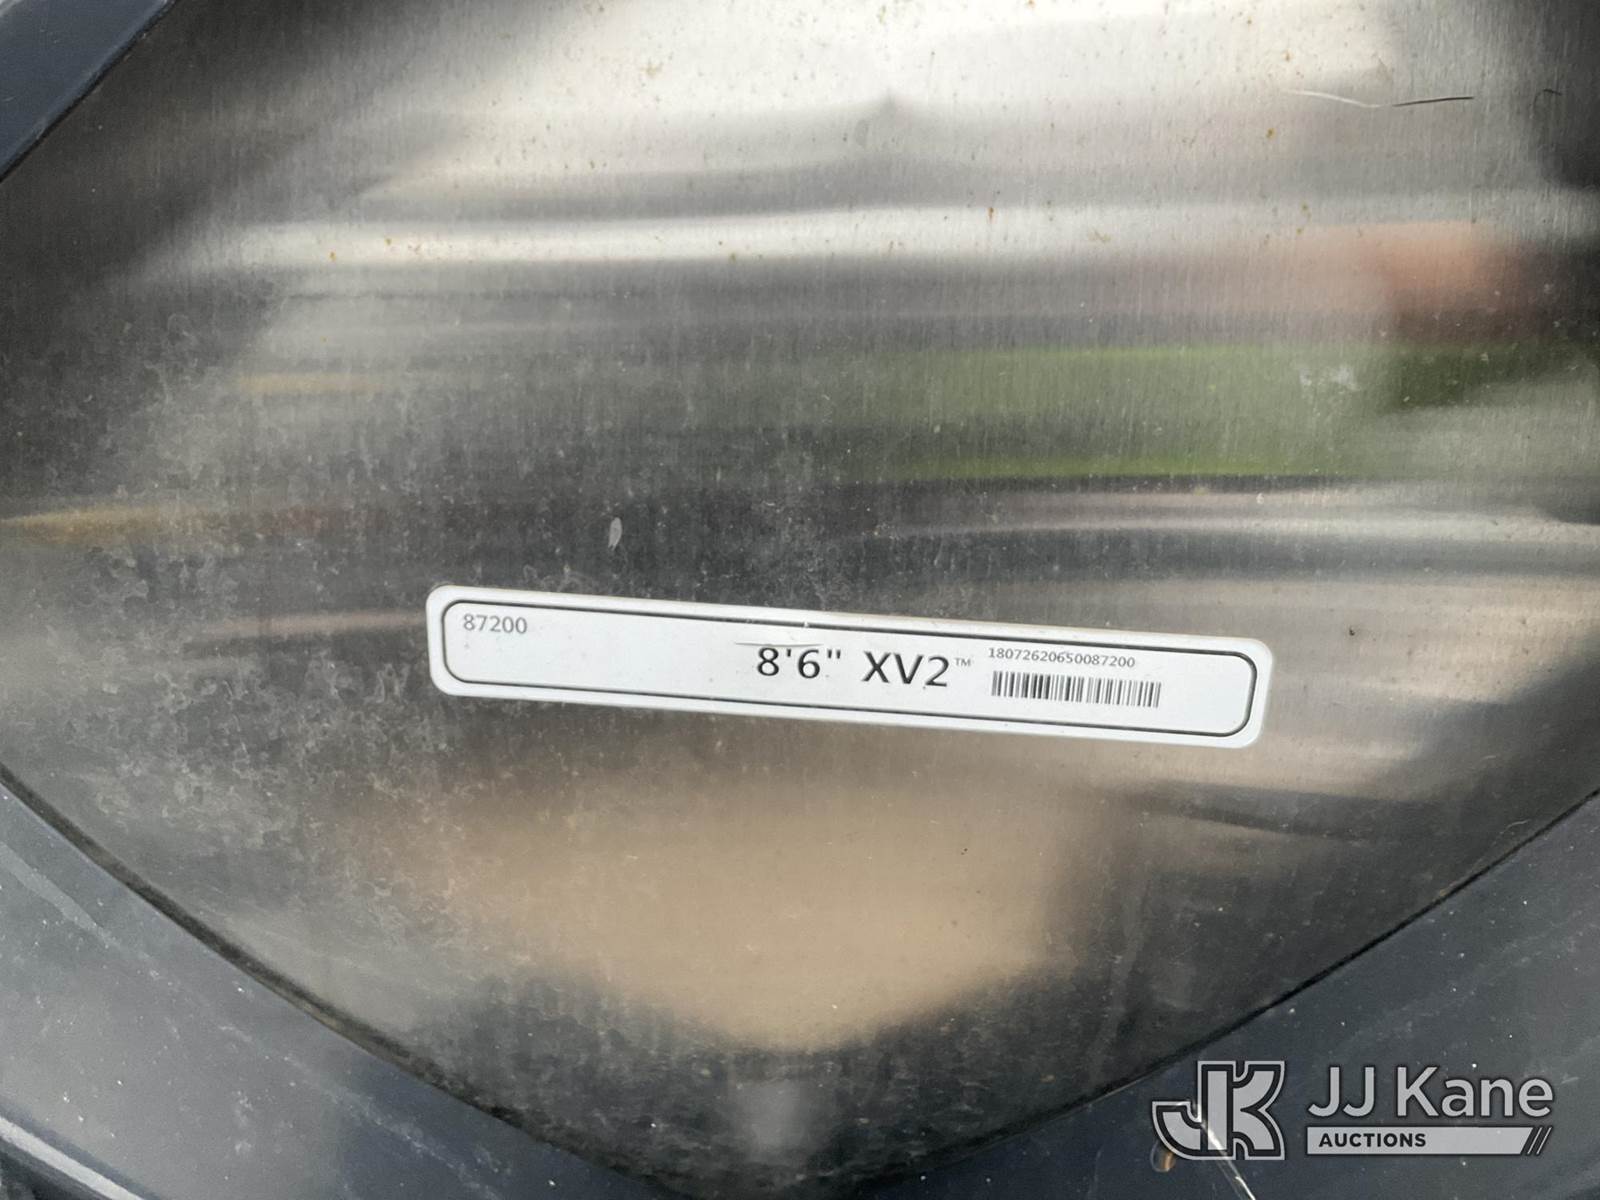 87200
8'6" XV2™
18072620650087200
JJ Kane
AUCTIONS